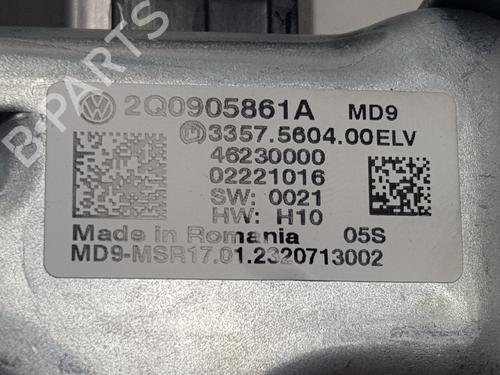 B-PARTS
2Q0905861A MD9
3357.5604.00ELV
46230000
02221016
SW: 0021
HW: H10
Made in Romania 05S
MD9-MSR17.01.2320713002